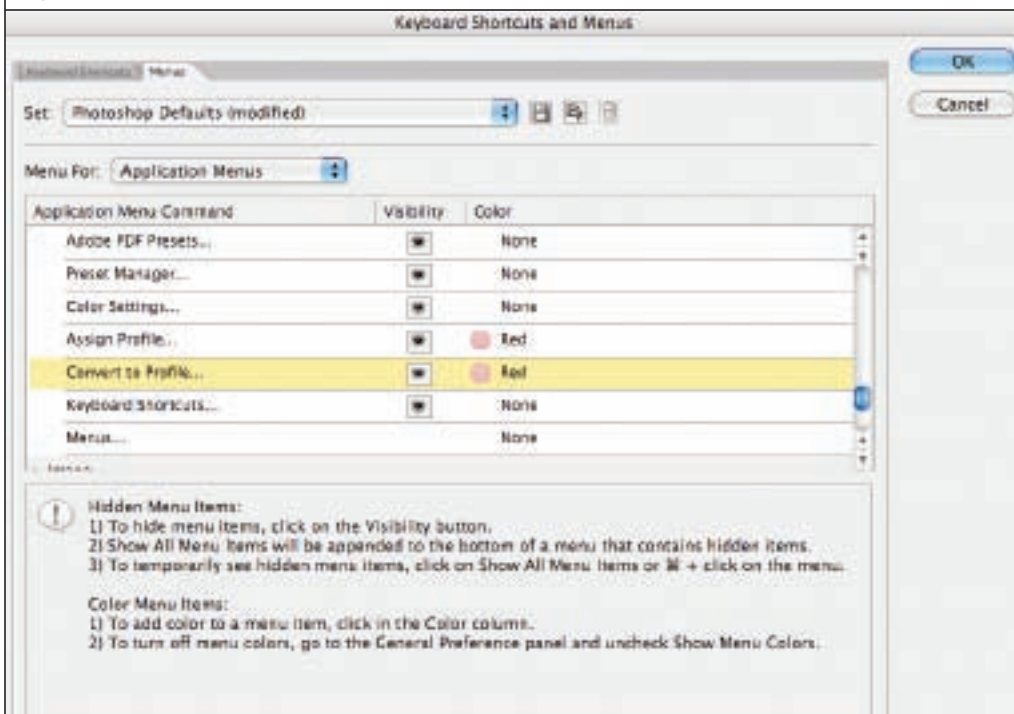 Keyboard Shortcuts and Menus
Keyboard Shortcuts Menus
OK
Set: Photoshop Defaults (modified)
Cancel
Menu For: Application Menus
Application Menu Command Visibility Color
Adobe PDF Presets... None
Preset Manager... None
Color Settings... None
Assign Profile... Red
Convert to Profile... Red
Keyboard Shortcuts... None
Menus... None
Hidden Menu Items:
1) To hide menu items, click on the Visibility button.
2) Show All Menu Items will be appended to the bottom of a menu that contains hidden items.
3) To temporarily see hidden menu items, click on Show All Menu Items or ⌘ + click on the menu.
Color Menu Items:
1) To add color to a menu item, click in the Color column.
2) To turn off menu colors, go to the General Preference panel and uncheck Show Menu Colors.